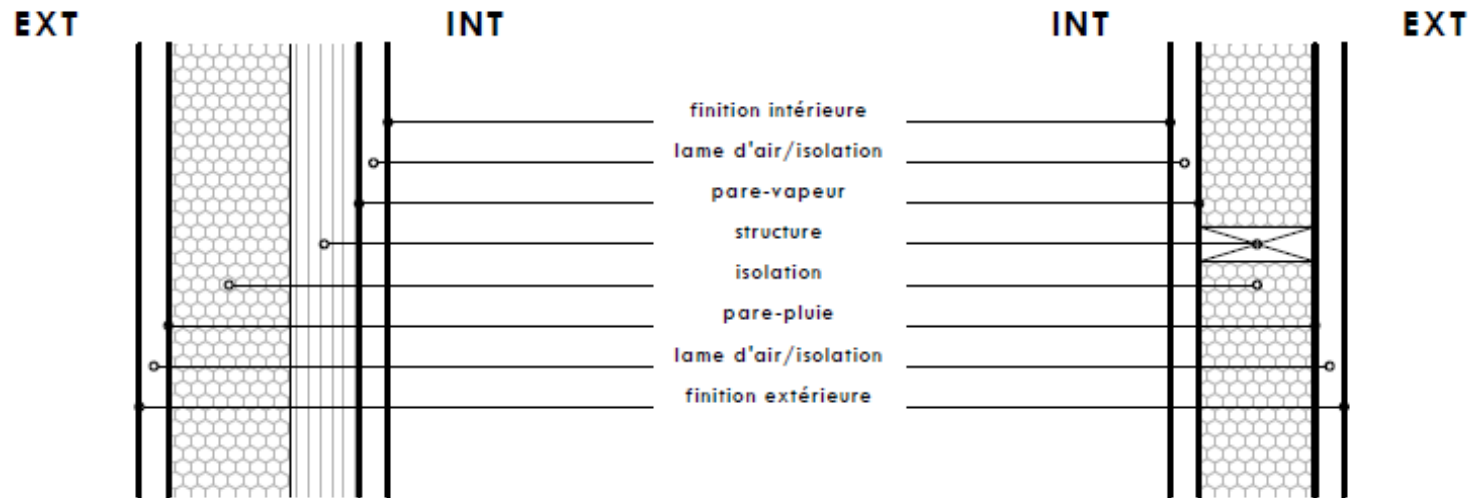 EXT INT INT EXT
finition intérieure
lame d'air/isolation
pare-vapeur
structure
isolation
pare-pluie
lame d'air/isolation
finition extérieure